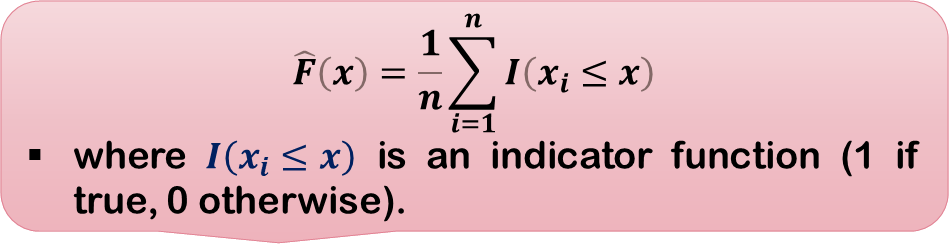 F̂(x) = 1/n ∑_{i=1}^{n} I(x_i ≤ x)
▪ where I(x_i ≤ x) is an indicator function (1 if
true, 0 otherwise).